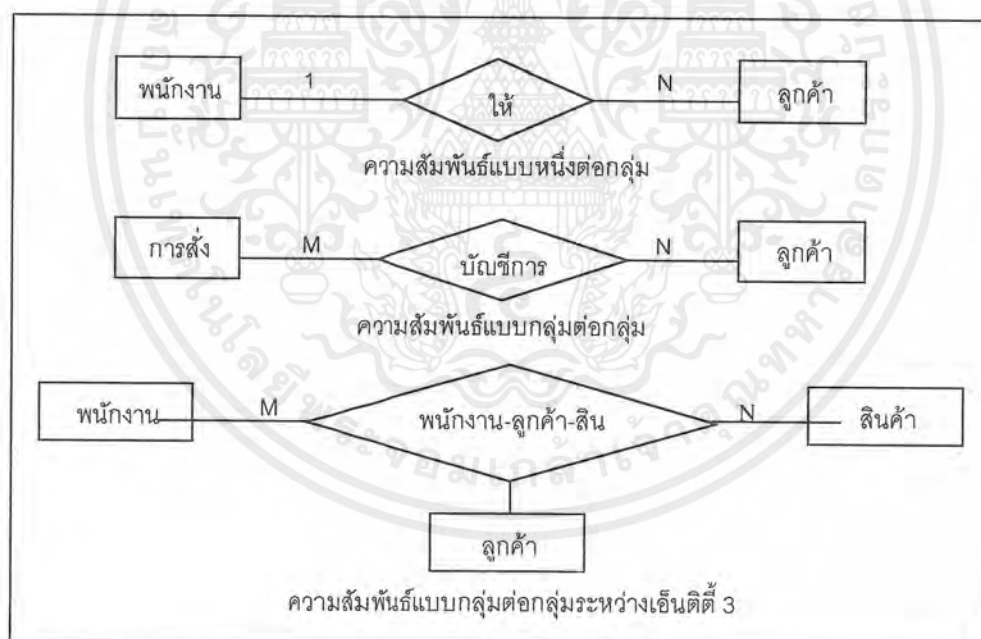 พนักงาน 1 ให้ N ลูกค้า
ความสัมพันธ์แบบหนึ่งต่อกลุ่ม
การสั่ง M บัญชีการ N ลูกค้า
ความสัมพันธ์แบบกลุ่มต่อกลุ่ม
พนักงาน M พนักงาน-ลูกค้า-สิน N สินค้า
ลูกค้า
ความสัมพันธ์แบบกลุ่มต่อกลุ่มระหว่างเอ็นติตี้ 3